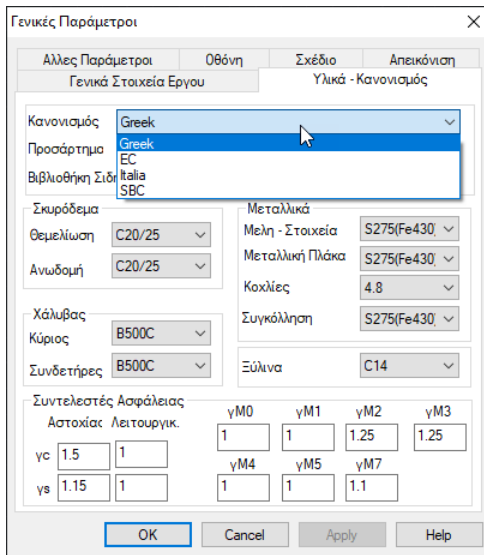 Γενικές Παράμετροι
Αλλες Παράμετροι Οθόνη Σχέδιο Απεικόνιση
Γενικά Στοιχεία Εργου Υλικά - Κανονισμός
Κανονισμός Greek
Προσάρτημα Greek
EC
Βιβλιοθήκη Σιδη Italia
SBC
Σκυρόδεμα
Θεμελίωση C20/25
Ανωδομή C20/25
Μεταλλικά
Μελη - Στοιχεία S275(Fe430)
Μεταλλική Πλάκα S275(Fe430)
Κοχλίες 4.8
Συγκόλληση S275(Fe430)
Χάλυβας
Κύριος B500C
Συνδετήρες B500C
Ξύλινα C14
Συντελεστές Ασφάλειας
Αστοχίας Λειτουργικ.
γc 1.5 1
γs 1.15 1
γM0 γM1 γM2 γM3
1 1 1.25 1.25
γM4 γM5 γM7
1 1 1.1
OK Cancel Apply Help